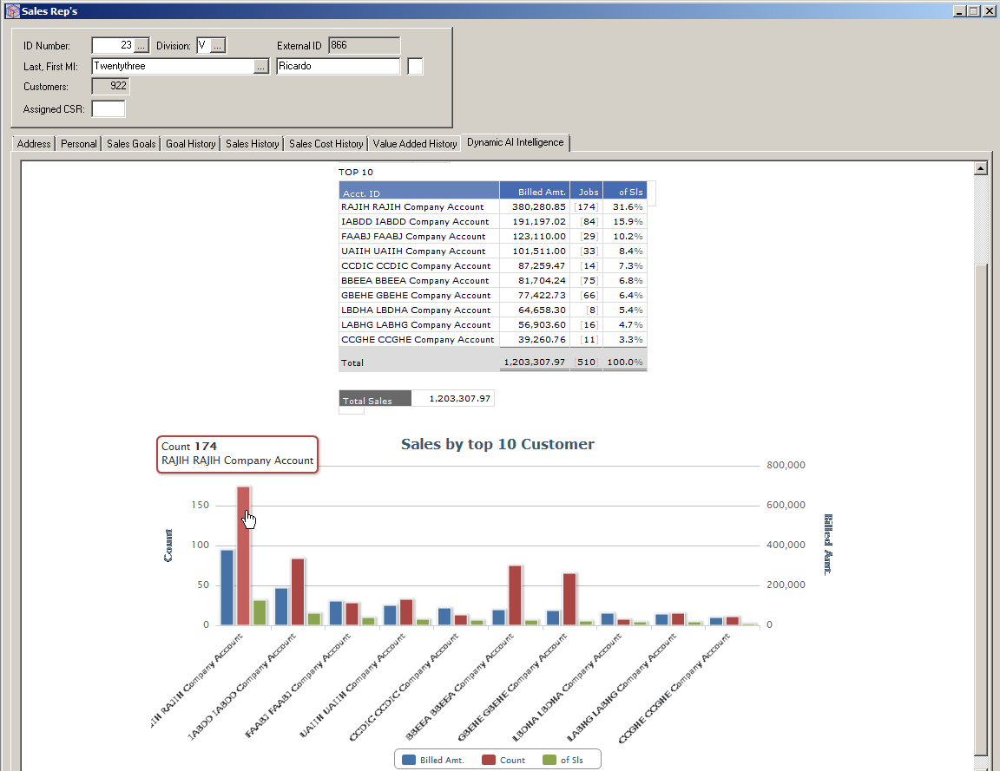 Sales Rep's
ID Number: 23 ... Division: V ... External ID 866
Last, First MI: Twentythree ... Ricardo
Customers: 922
Assigned CSR:
Address Personal Sales Goals Goal History Sales History Sales Cost History Value Added History Dynamic AI Intelligence
TOP 10
Acct. ID Billed Amt. Jobs of Sls
RAJIH RAJIH Company Account 380,280.85 [174] 31.6%
IABDD IABDD Company Account 191,197.02 [84] 15.9%
FAABJ FAABJ Company Account 123,110.00 [29] 10.2%
UAIIH UAIIH Company Account 101,511.00 [33] 8.4%
CCDIC CCDIC Company Account 87,259.47 [14] 7.3%
BBEEA BBEEA Company Account 81,704.24 [75] 6.8%
GBEHE GBEHE Company Account 77,422.73 [66] 6.4%
LBDHA LBDHA Company Account 64,658.30 [8] 5.4%
LABHG LABHG Company Account 56,903.60 [16] 4.7%
CCGHE CCGHE Company Account 39,260.76 [11] 3.3%
Total 1,203,307.97 [510] 100.0%
Total Sales 1,203,307.97
Sales by top 10 Customer
Count 174
RAJIH RAJIH Company Account
800,000
150 600,000
100 400,000
50 200,000
0 0
Count
Billed Amt.
IIH RAJIH Company Account
IABDD IABDD Company Account
FAABJ FAABJ Company Account
UAIIH UAIIH Company Account
CCDIC CCDIC Company Account
BBEEA BBEEA Company Account
GBEHE GBEHE Company Account
LBDHA LBDHA Company Account
LABHG LABHG Company Account
CCGHE CCGHE Company Account
Billed Amt. Count of Sls